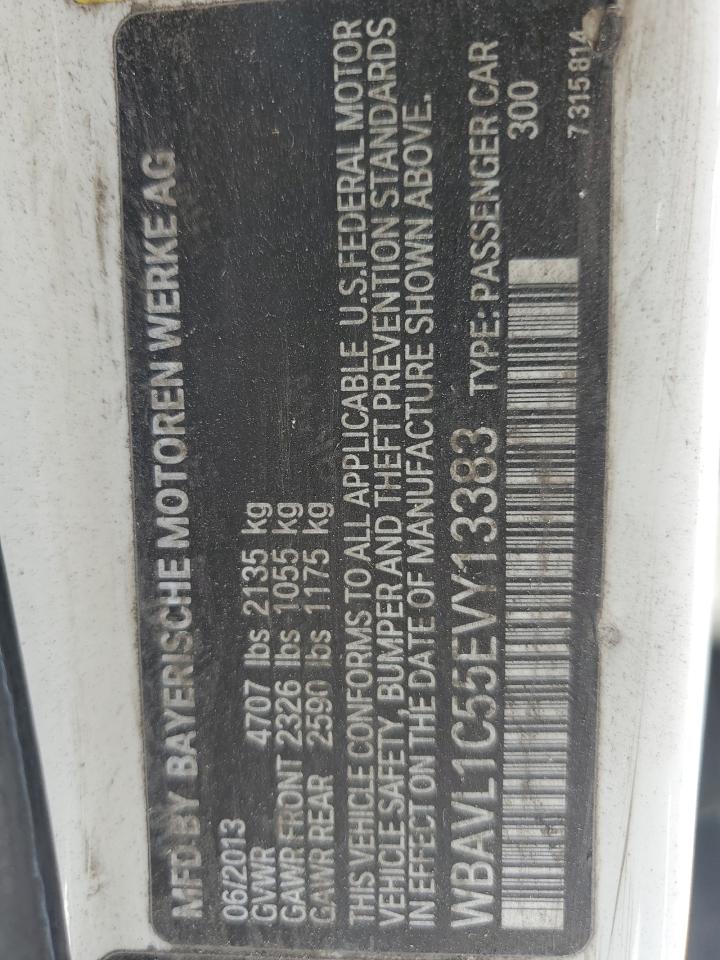 MFD BY BAYERISCHE MOTOREN WERKE AG
06/2013
GVWR 4707 lbs 2135 kg
GAWR FRONT 2326 lbs 1055 kg
GAWR REAR 2590 lbs 1175 kg
THIS VEHICLE CONFORMS TO ALL APPLICABLE U.S.FEDERAL MOTOR
VEHICLE SAFETY, BUMPER AND THEFT PREVENTION STANDARDS
IN EFFECT ON THE DATE OF MANUFACTURE SHOWN ABOVE.
WBAVL1C55EVY13383 TYPE: PASSENGER CAR
300
7 315 814